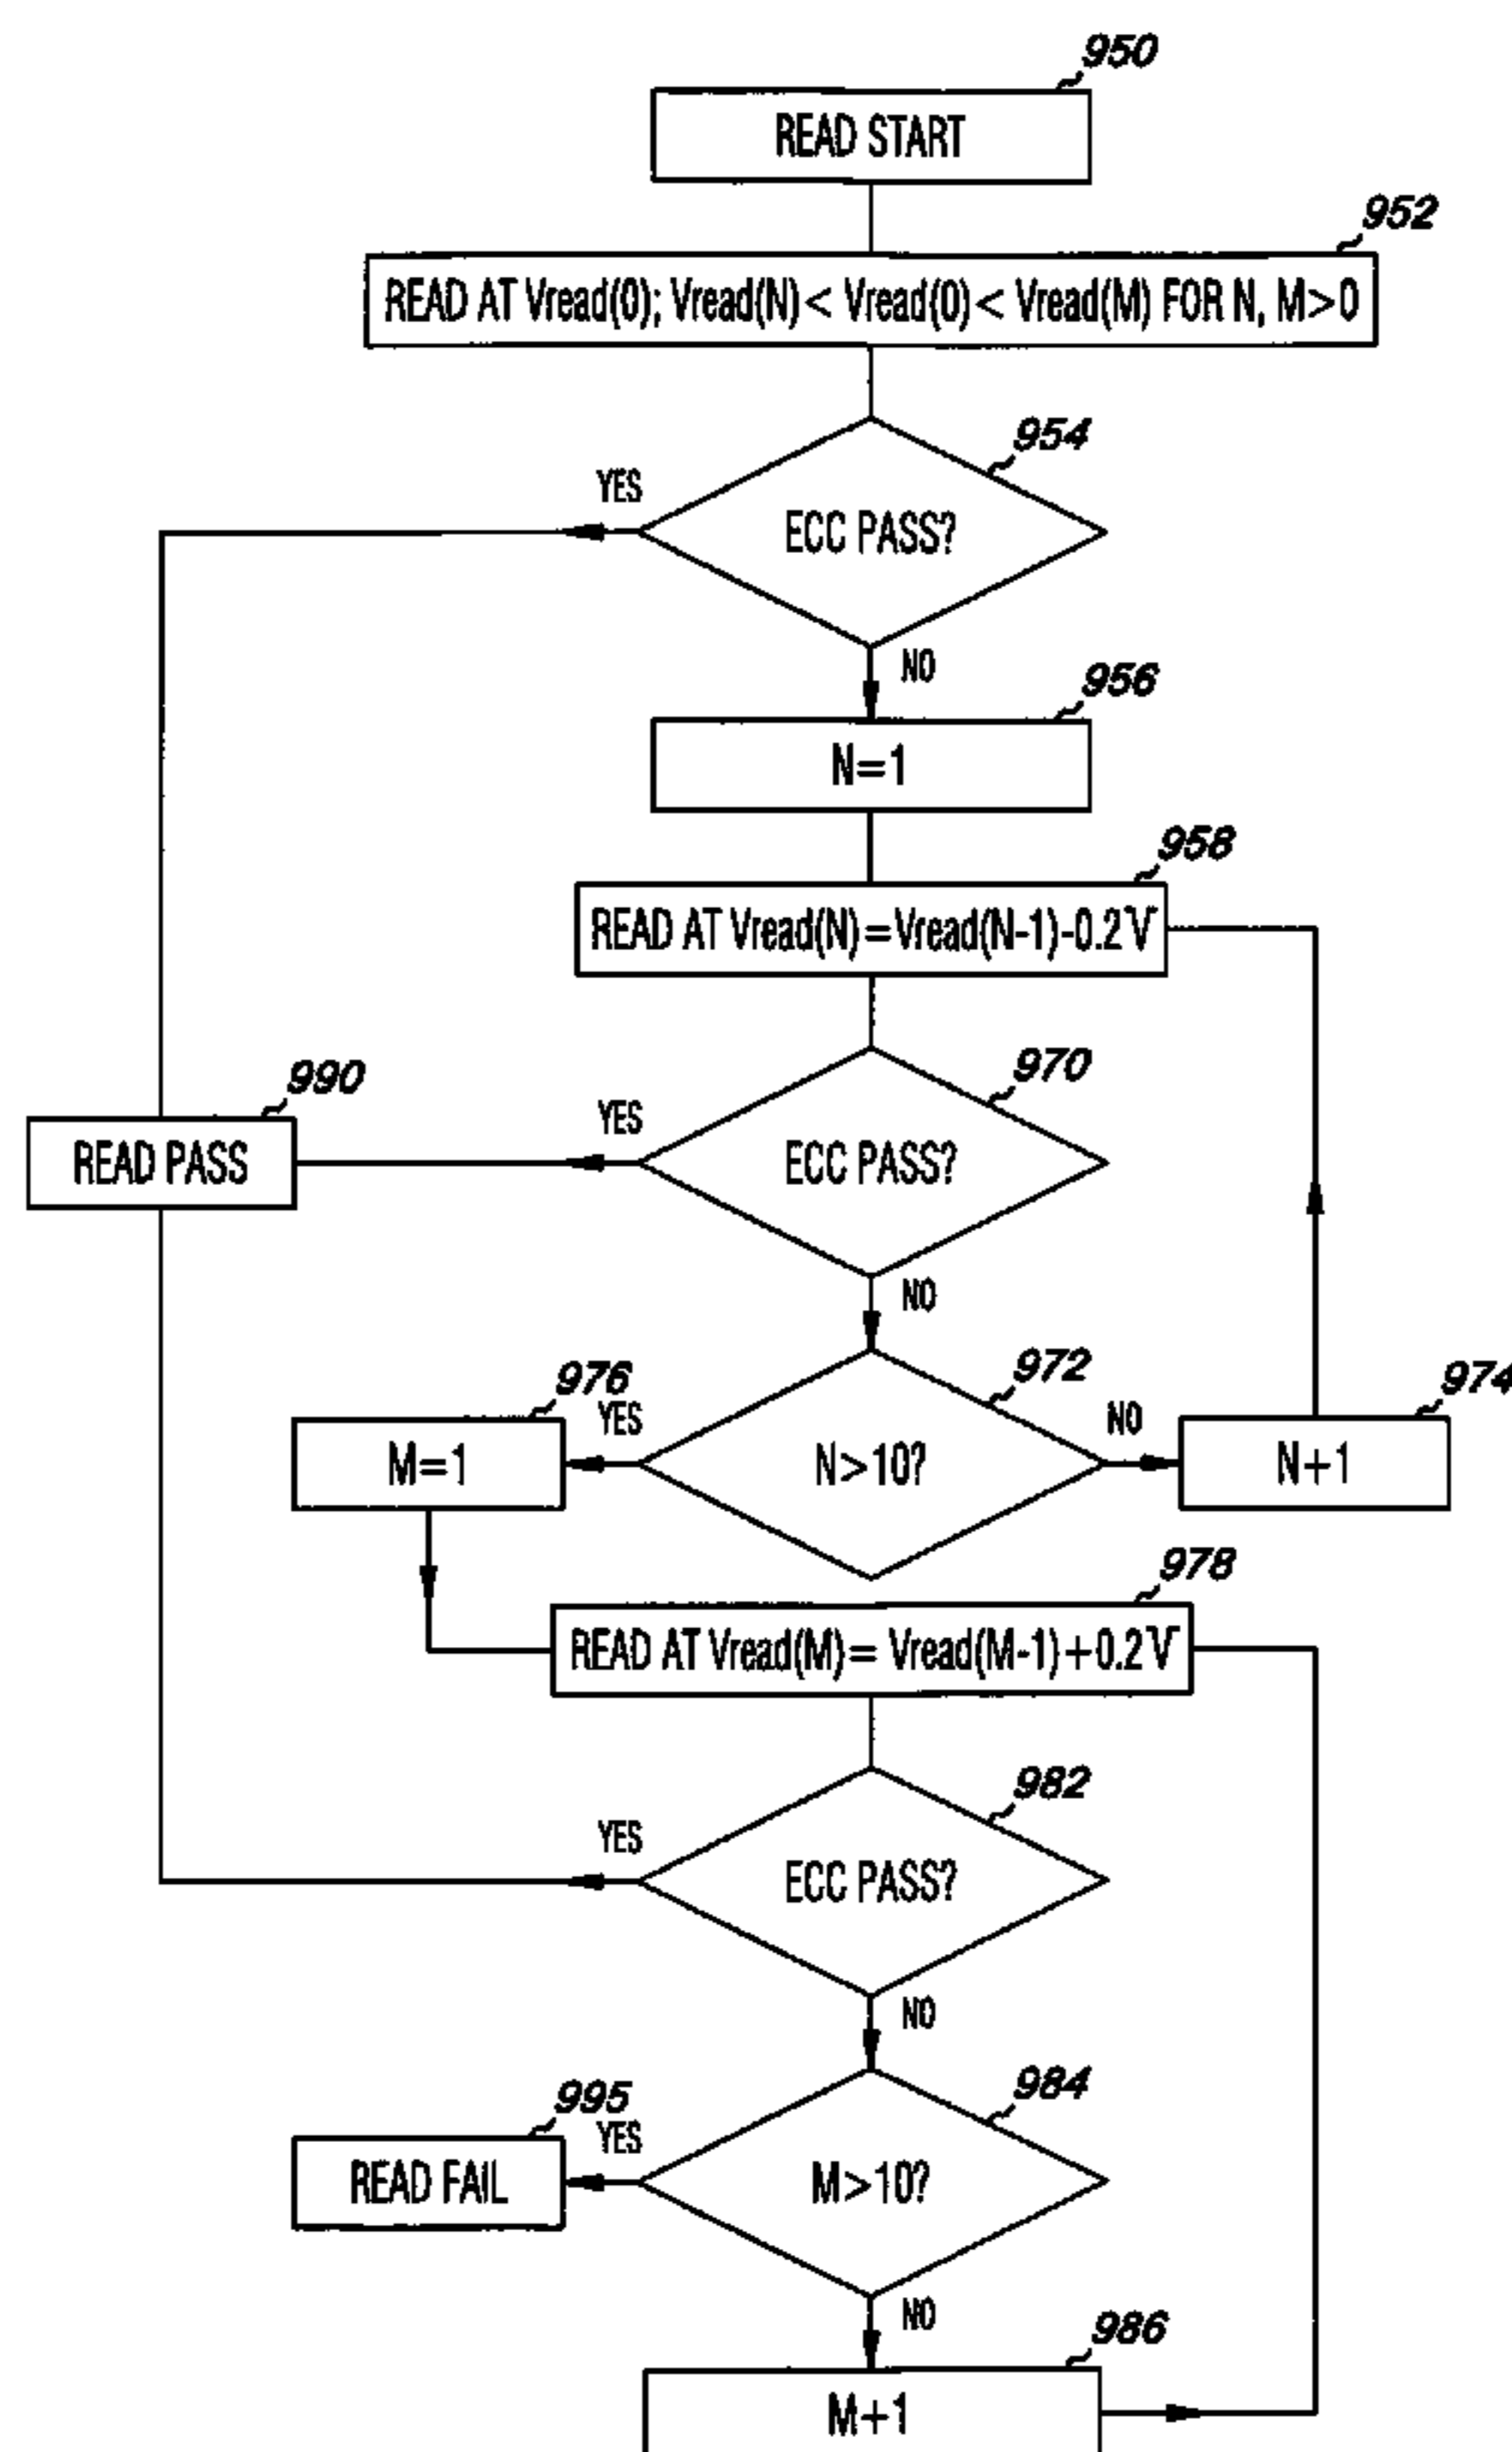 950
READ START
952
READ AT Vread(0); Vread(N) < Vread(0) < Vread(M) FOR N, M>0
954
YES
ECC PASS?
NO
956
N=1
958
READ AT Vread(N)=Vread(N-1)-0.2V
990
READ PASS
970
YES
ECC PASS?
NO
976
M=1
972
YES
N>10?
NO
974
N+1
978
READ AT Vread(M)= Vread(M-1)+0.2V
982
YES
ECC PASS?
NO
995
READ FAIL
984
YES
M>10?
NO
986
M+1